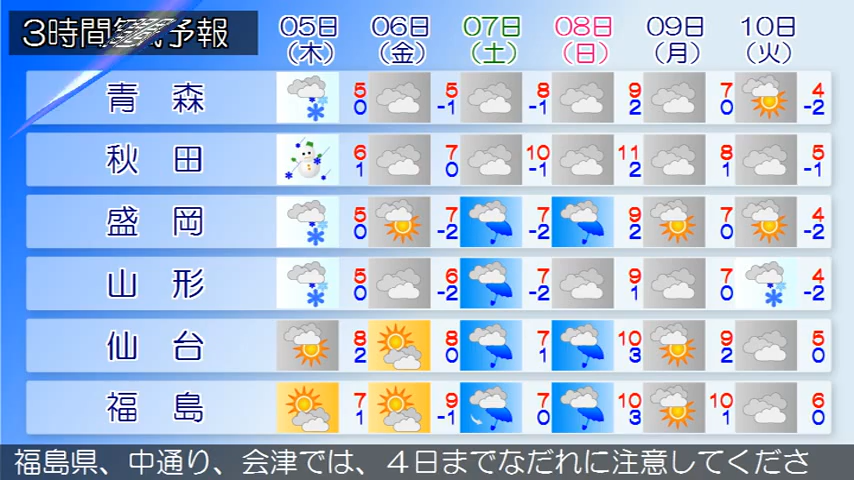 3時間天気予報
05日 06日 07日 08日 09日 10日
(木) (金) (土) (日) (月) (火)
青森 5 0 5 -1 8 -1 9 2 7 0 4 -2
秋田 6 1 7 0 10 -1 11 2 8 1 5 -1
盛岡 5 0 7 -2 7 -2 9 2 7 0 4 -2
山形 5 0 6 -2 7 -2 9 1 7 0 4 -2
仙台 8 2 8 0 7 1 10 3 9 2 5 0
福島 7 1 9 -1 7 0 10 3 10 1 6 0
福島県、中通り、会津では、4日までなだれに注意してくださ